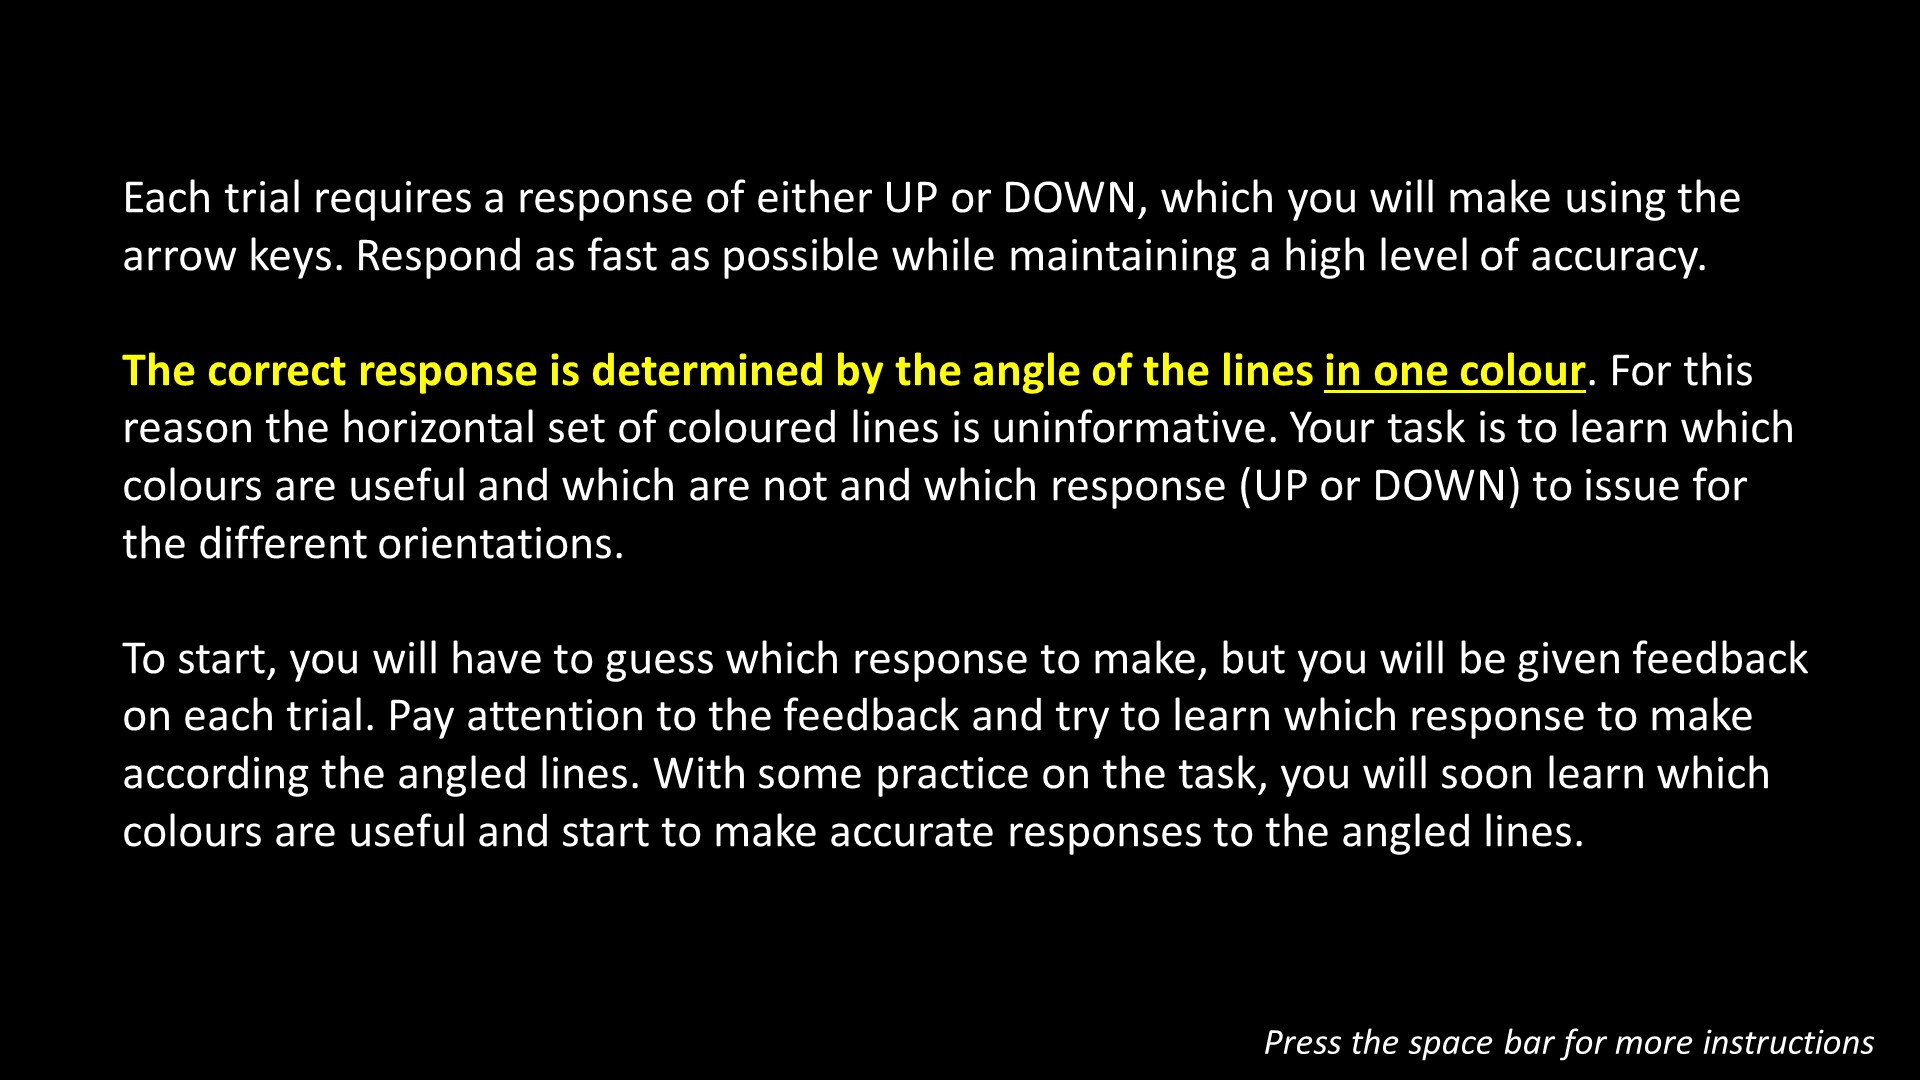 Each trial requires a response of either UP or DOWN, which you will make using the
arrow keys. Respond as fast as possible while maintaining a high level of accuracy.
The correct response is determined by the angle of the lines in one colour. For this
reason the horizontal set of coloured lines is uninformative. Your task is to learn which
colours are useful and which are not and which response (UP or DOWN) to issue for
the different orientations.
To start, you will have to guess which response to make, but you will be given feedback
on each trial. Pay attention to the feedback and try to learn which response to make
according the angled lines. With some practice on the task, you will soon learn which
colours are useful and start to make accurate responses to the angled lines.
Press the space bar for more instructions